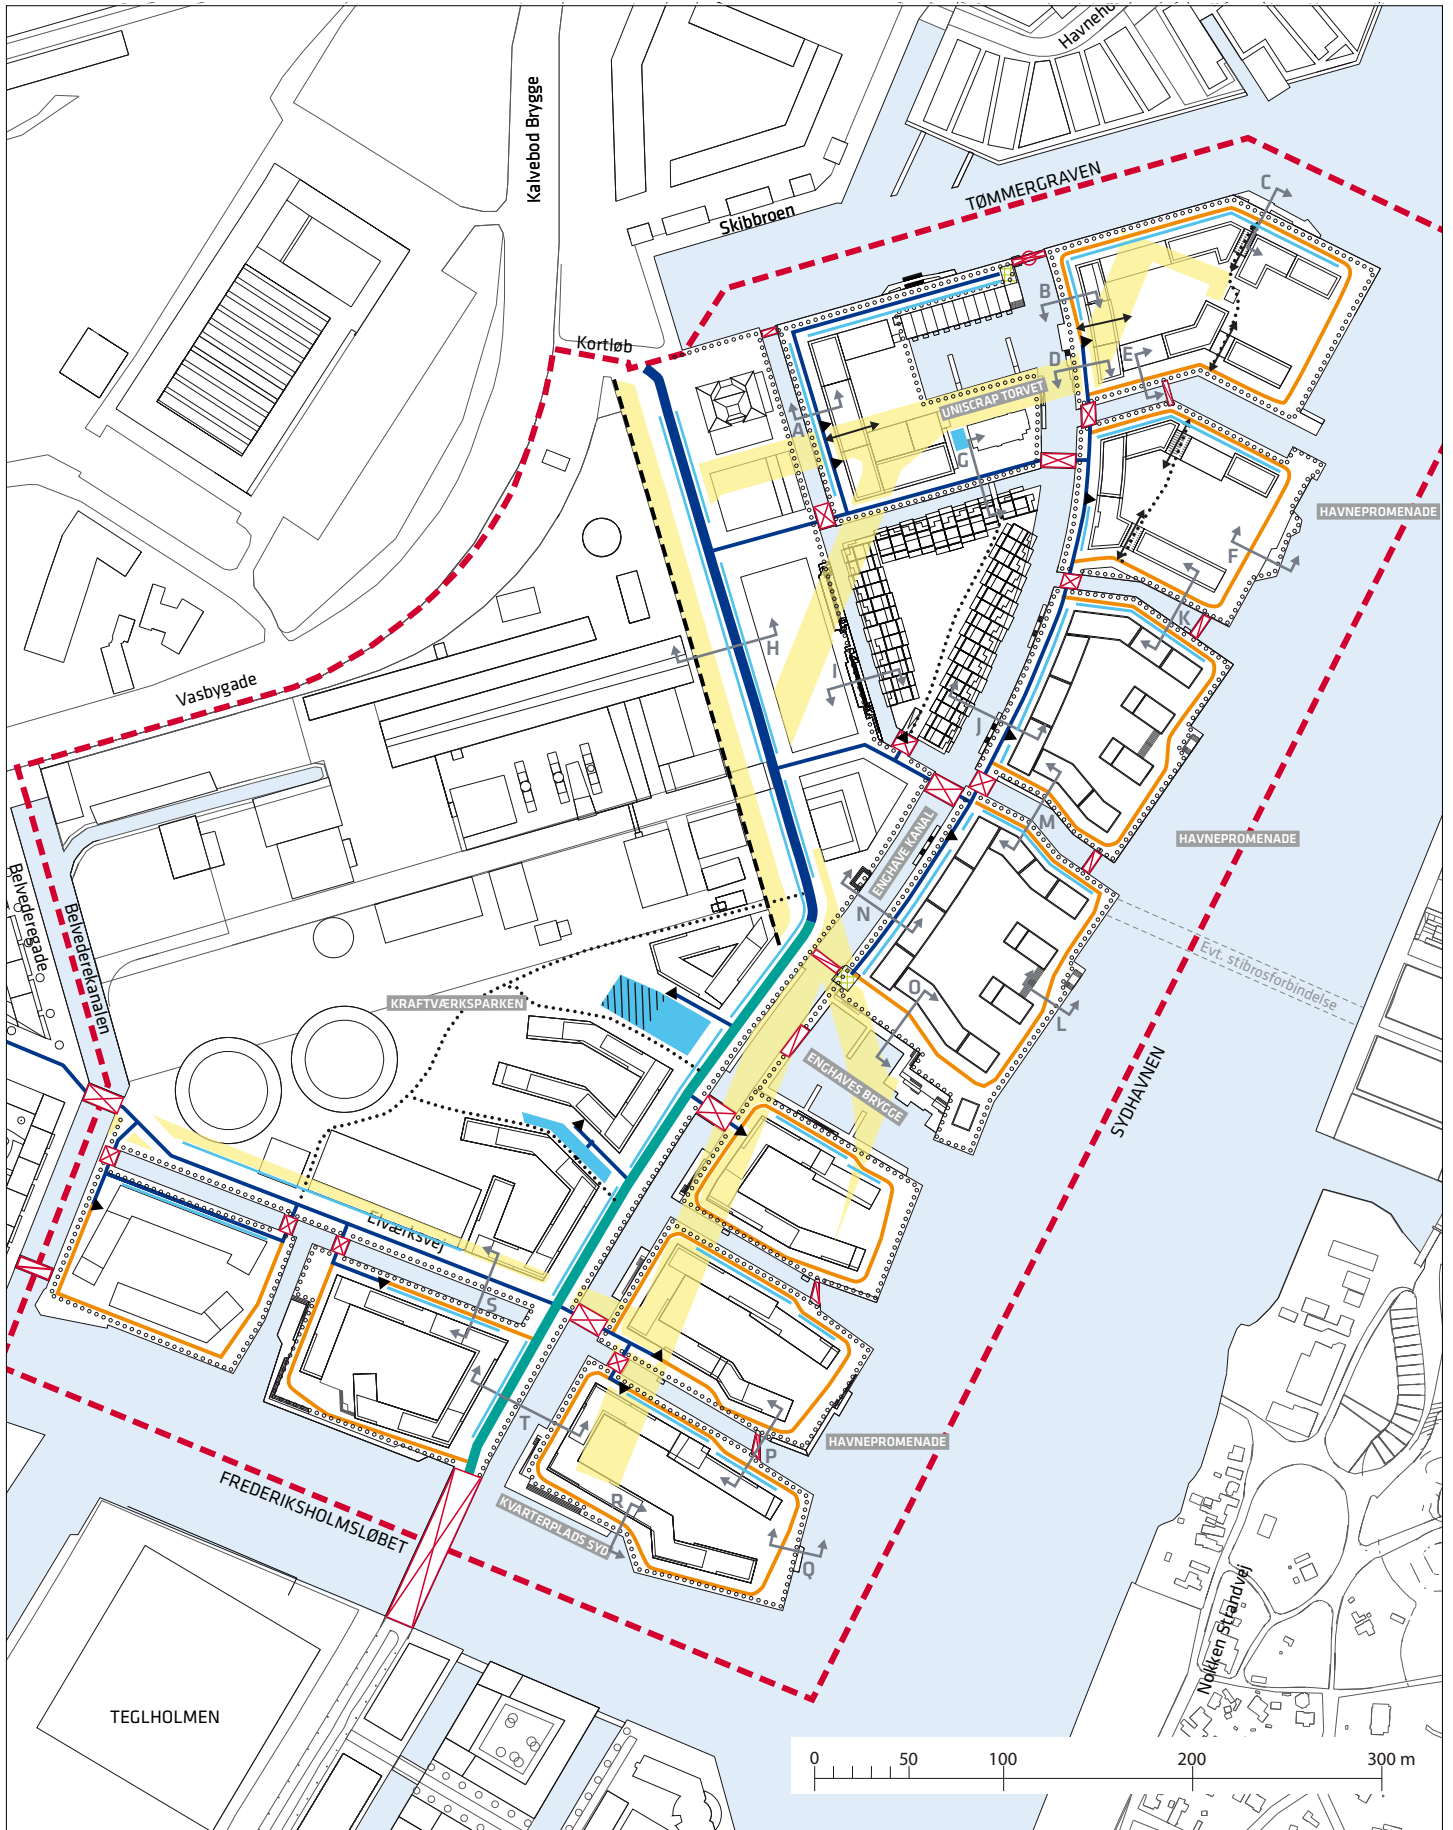 Havneho
Kalvebod Brygge
Skibbroen
TØMMERGRAVEN
C
Kortløb
B
D
E
UNISCRAP TORVET
A
G
HAVNEPROMENADE
F
K
H
I
J
Vasbygade
M
HAVNEPROMENADE
ENGHAVE KANAL
N
Belvederegade
Belvederekanalen
Evt. stibrosforbindelse
KRAFTVÆRKSPARKEN
O
L
ENGHAVES BRYGGE
SYDHAVNEN
Elværksvej
S
T
HAVNEPROMENADE
P
R
KVARTERPLADS SYD
Q
FREDERIKSHOLMSLØBET
Nokken Strandvej
TEGLHOLMEN
0 50 100 200 300 m